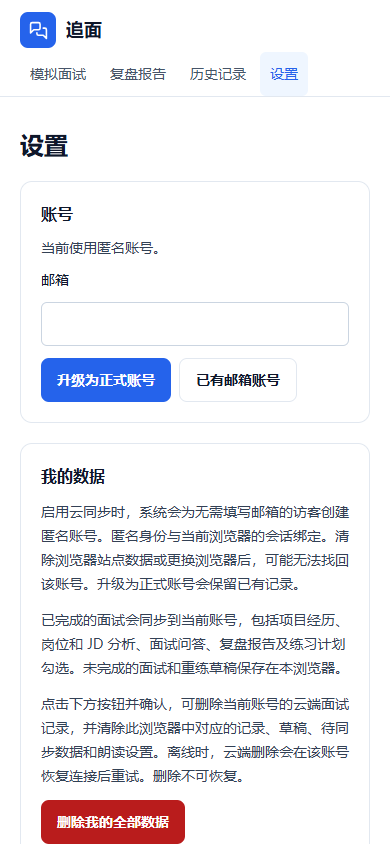 追面
模拟面试 复盘报告 历史记录 设置
设置
账号
当前使用匿名账号。
邮箱
升级为正式账号 已有邮箱账号
我的数据
启用云同步时，系统会为无需填写邮箱的访客创建
匿名账号。匿名身份与当前浏览器的会话绑定。清
除浏览器站点数据或更换浏览器后，可能无法找回
该账号。升级为正式账号会保留已有记录。
已完成的面试会同步到当前账号，包括项目经历、
岗位和 JD 分析、面试问答、复盘报告及练习计划
勾选。未完成的面试和重练草稿保存在本浏览器。
点击下方按钮并确认，可删除当前账号的云端面试
记录，并清除此浏览器中对应的记录、草稿、待同
步数据和朗读设置。离线时，云端删除会在该账号
恢复连接后重试。删除不可恢复。
删除我的全部数据